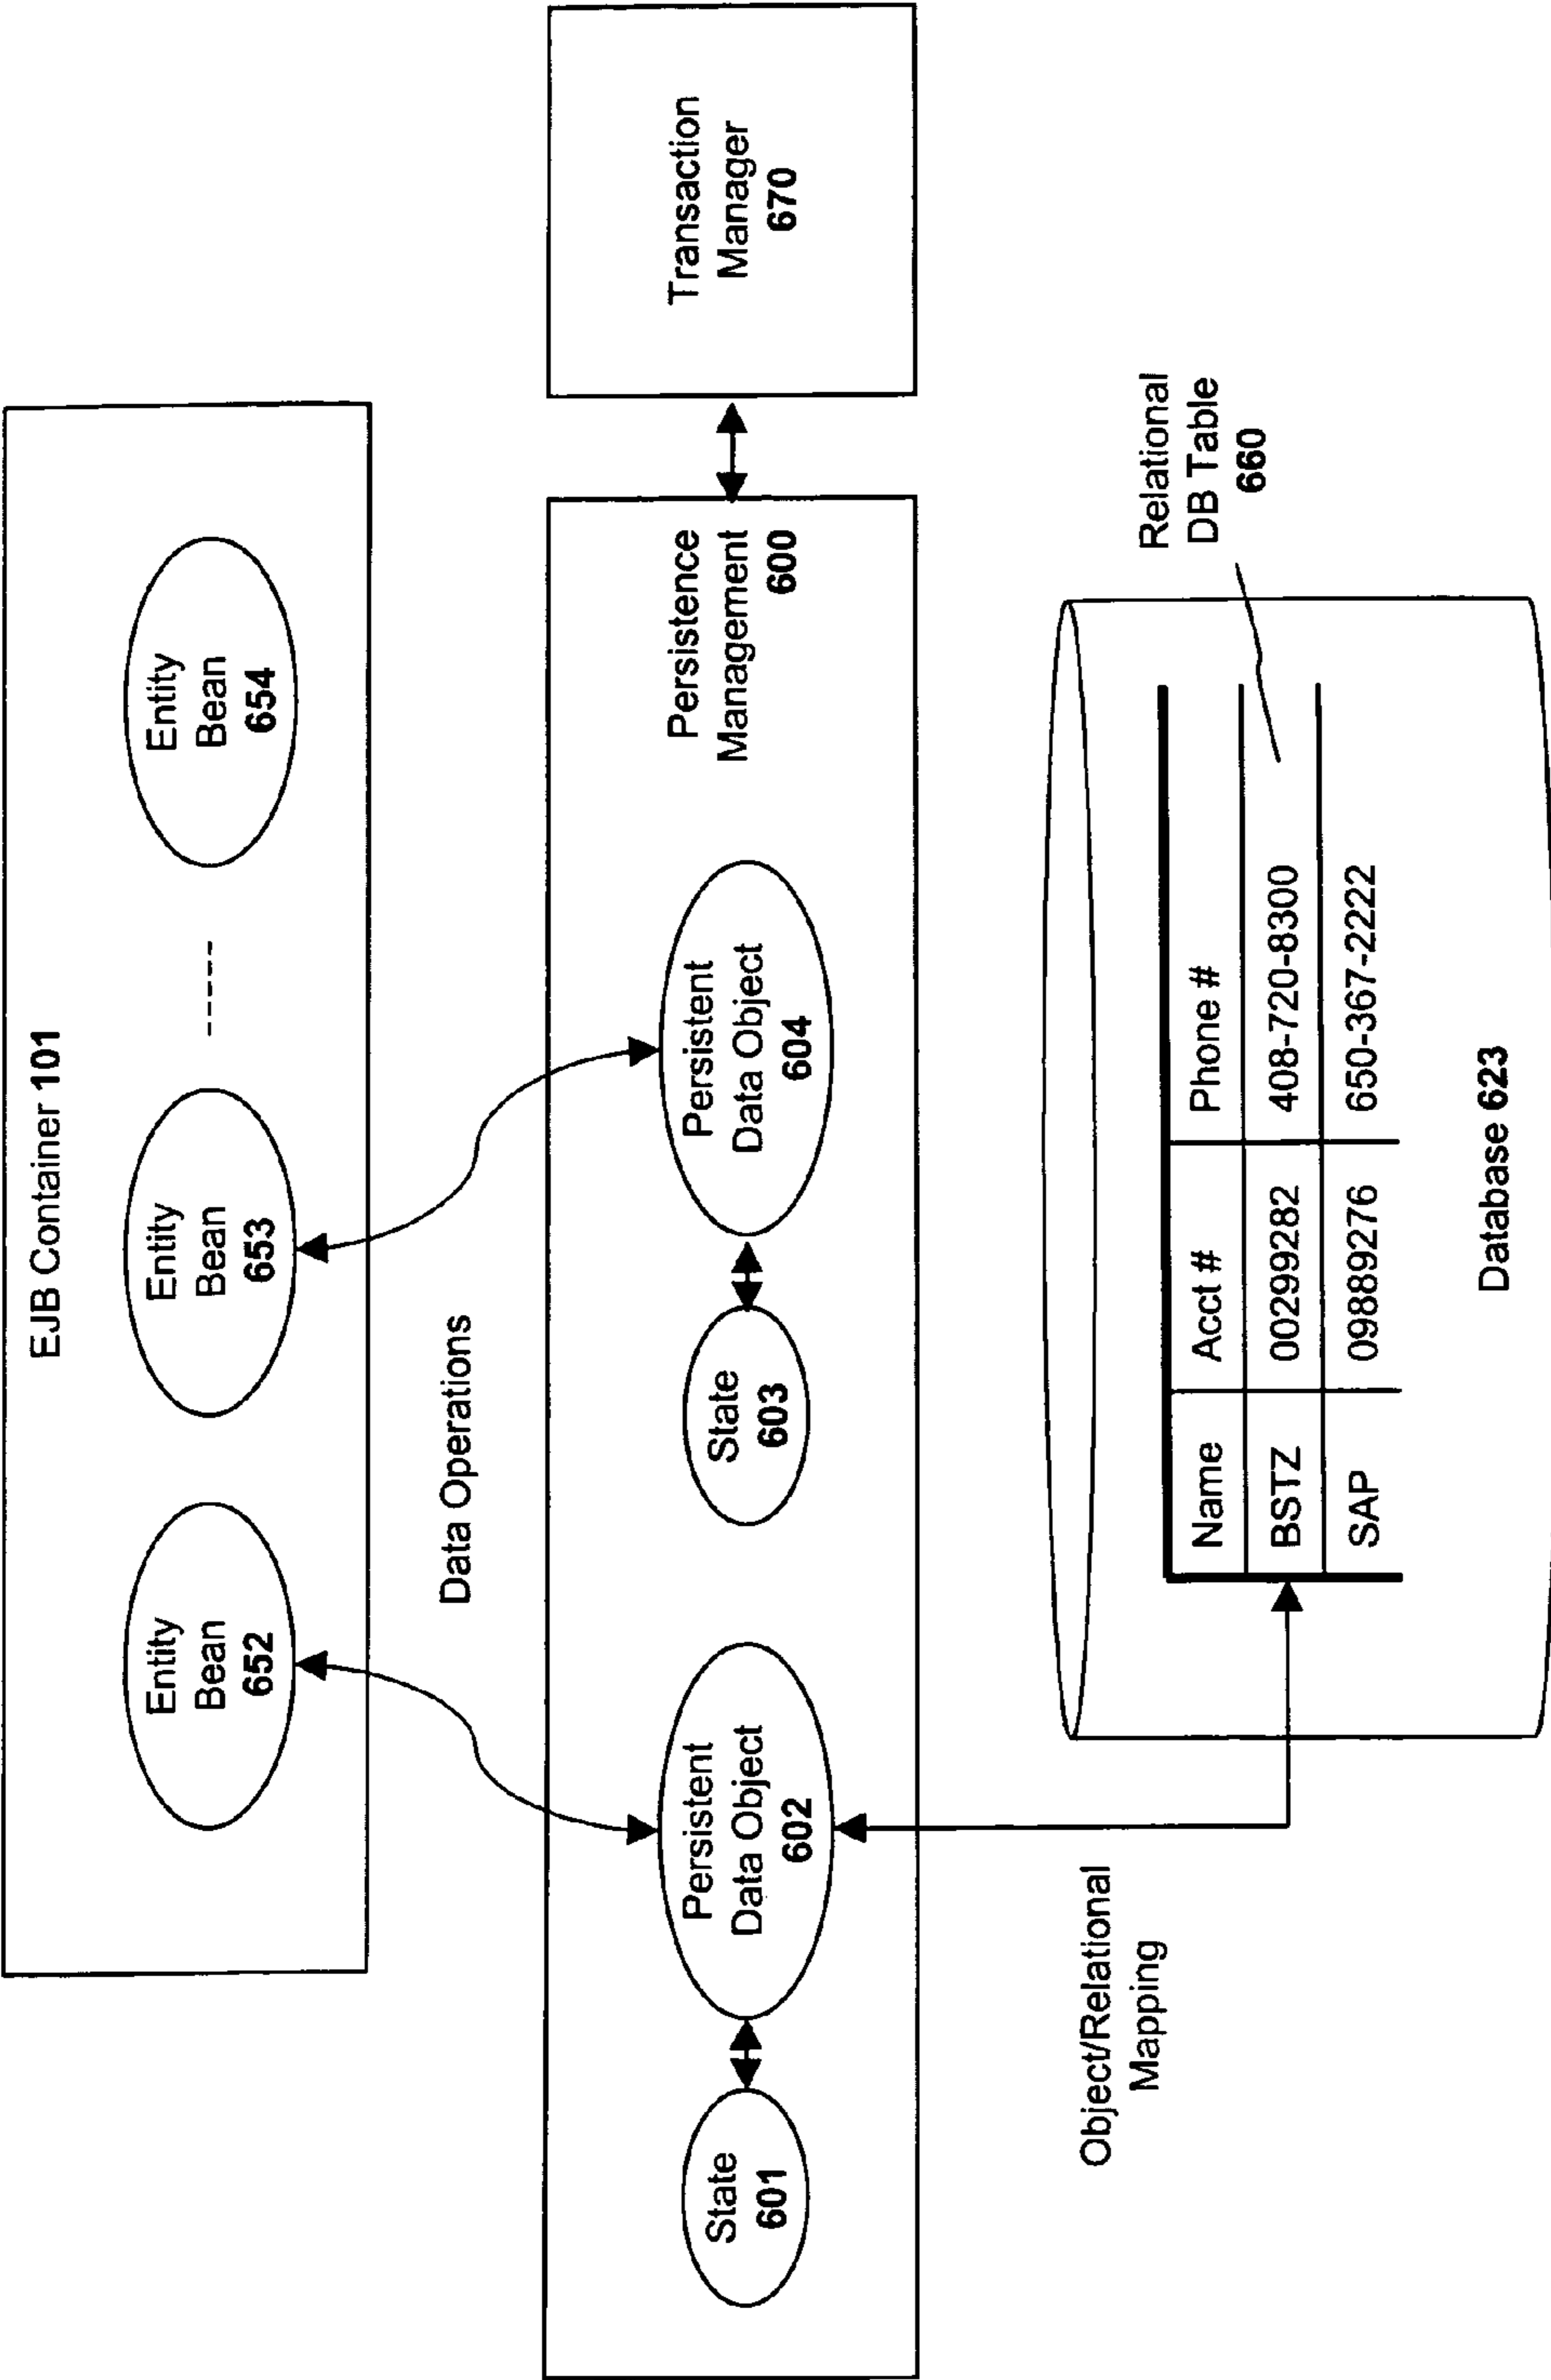 EJB Container 101
Entity
Bean
652
Entity
Bean
653
-----
Entity
Bean
654
Data Operations
State
601
Persistent
Data Object
602
State
603
Persistent
Data Object
604
Persistence
Management
600
Transaction
Manager
670
Object/Relational
Mapping
Relational
DB Table
660
Name Acct # Phone #
BSTZ 00299282 408-720-8300
SAP 09889276 650-367-2222
Database 623